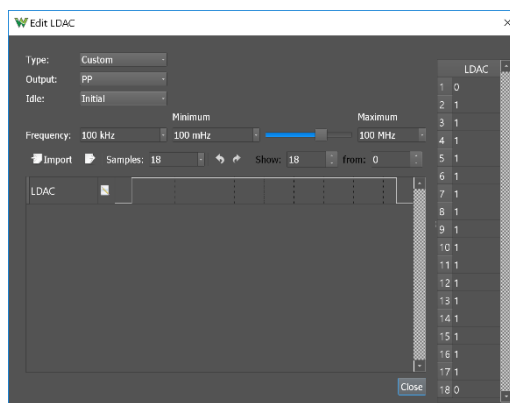 Edit LDAC
Type: Custom
Output: PP
Idle: Initial
Minimum Maximum
Frequency: 100 kHz 100 mHz 100 MHz
Import Samples: 18 Show: 18 from: 0
LDAC
Close
LDAC
1 0
2 1
3 1
4 1
5 1
6 1
7 1
8 1
9 1
10 1
11 1
12 1
13 1
14 1
15 1
16 1
17 1
18 0